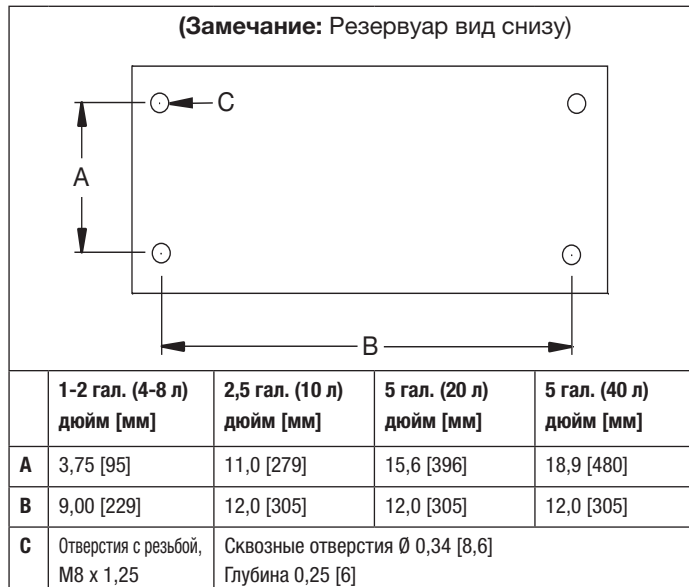 (Замечание: Резервуар вид снизу)
C
A
B
1-2 гал. (4-8 л) дюйм [мм]
2,5 гал. (10 л) дюйм [мм]
5 гал. (20 л) дюйм [мм]
5 гал. (40 л) дюйм [мм]
A 3,75 [95] 11,0 [279] 15,6 [396] 18,9 [480]
B 9,00 [229] 12,0 [305] 12,0 [305] 12,0 [305]
C Отверстия с резьбой,
M8 x 1,25
Сквозные отверстия Ø 0,34 [8,6]
Глубина 0,25 [6]